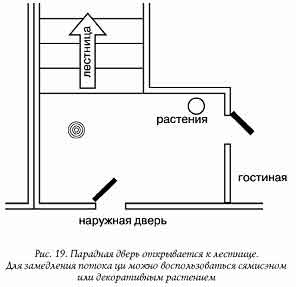 лестница
растения
гостиная
наружная дверь
Рис. 19. Парадная дверь открывается к лестнице.
Для замедления потока ци можно воспользоваться сямисэном
или декоративным растением